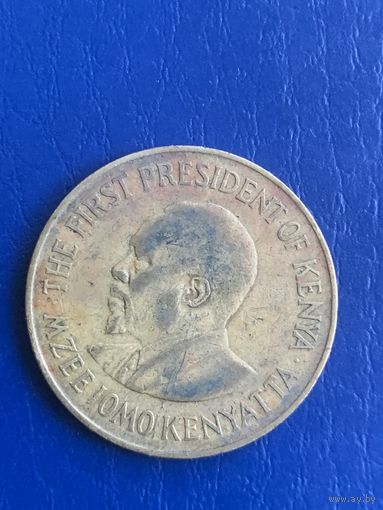 THE FIRST PRESIDENT OF KENYA ·
MZEE JOMO KENYATTA ·
www.ay.by